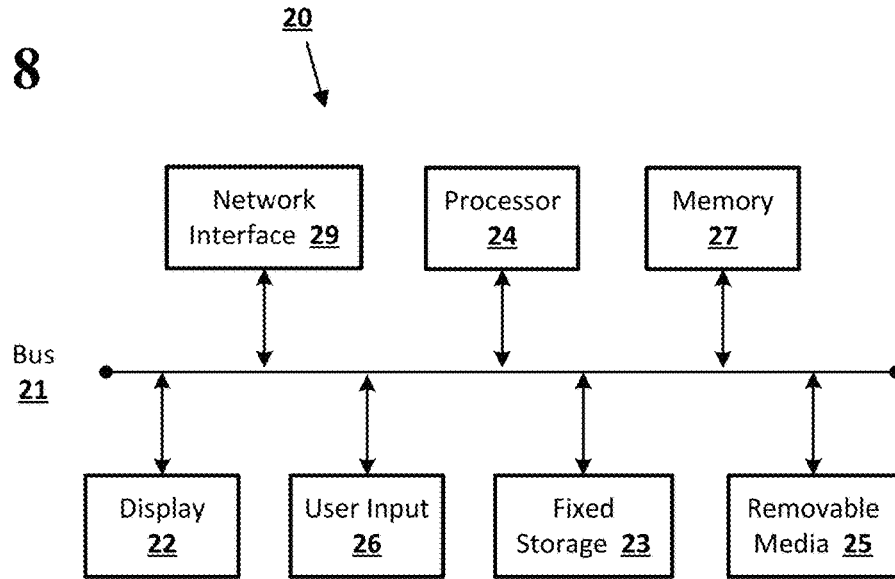 20
8
Network
Interface 29
Processor
24
Memory
27
Bus
21
Display
22
User Input
26
Fixed
Storage 23
Removable
Media 25